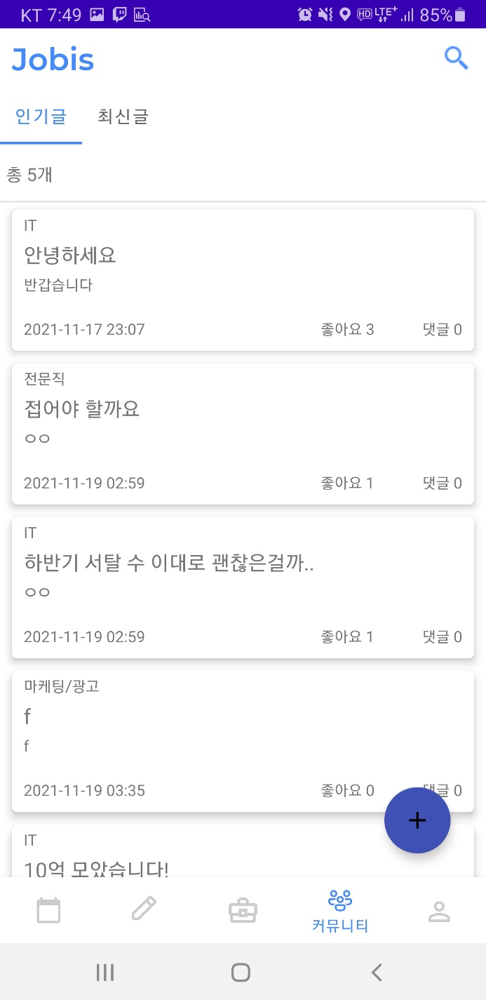 KT 7:49 HD LTE+ 85%
Jobis
인기글 최신글
총 5개
IT
안녕하세요
반갑습니다
2021-11-17 23:07 좋아요 3 댓글 0
전문직
접어야 할까요
ㅇㅇ
2021-11-19 02:59 좋아요 1 댓글 0
IT
하반기 서탈 수 이대로 괜찮은걸까..
ㅇㅇ
2021-11-19 02:59 좋아요 1 댓글 0
마케팅/광고
f
f
2021-11-19 03:35 좋아요 0 댓글 0
IT
10억 모았습니다!
+
커뮤니티